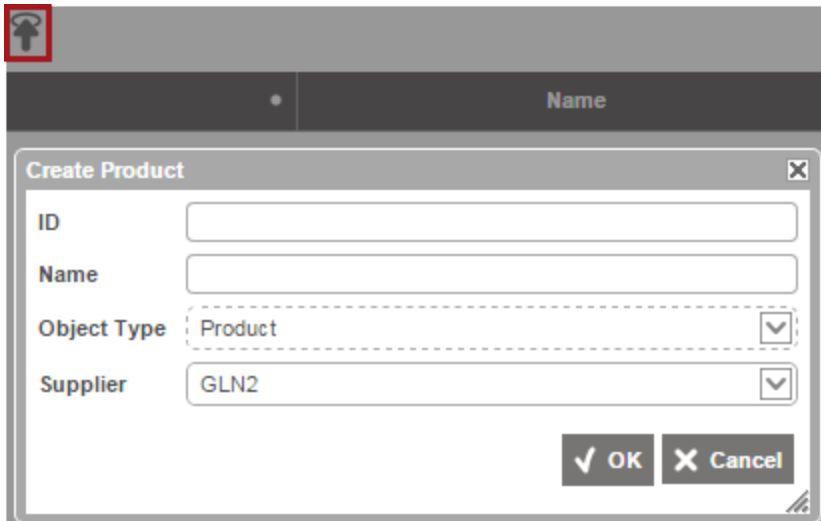 Name
Create Product
ID
Name
Object Type Product
Supplier GLN2
OK Cancel